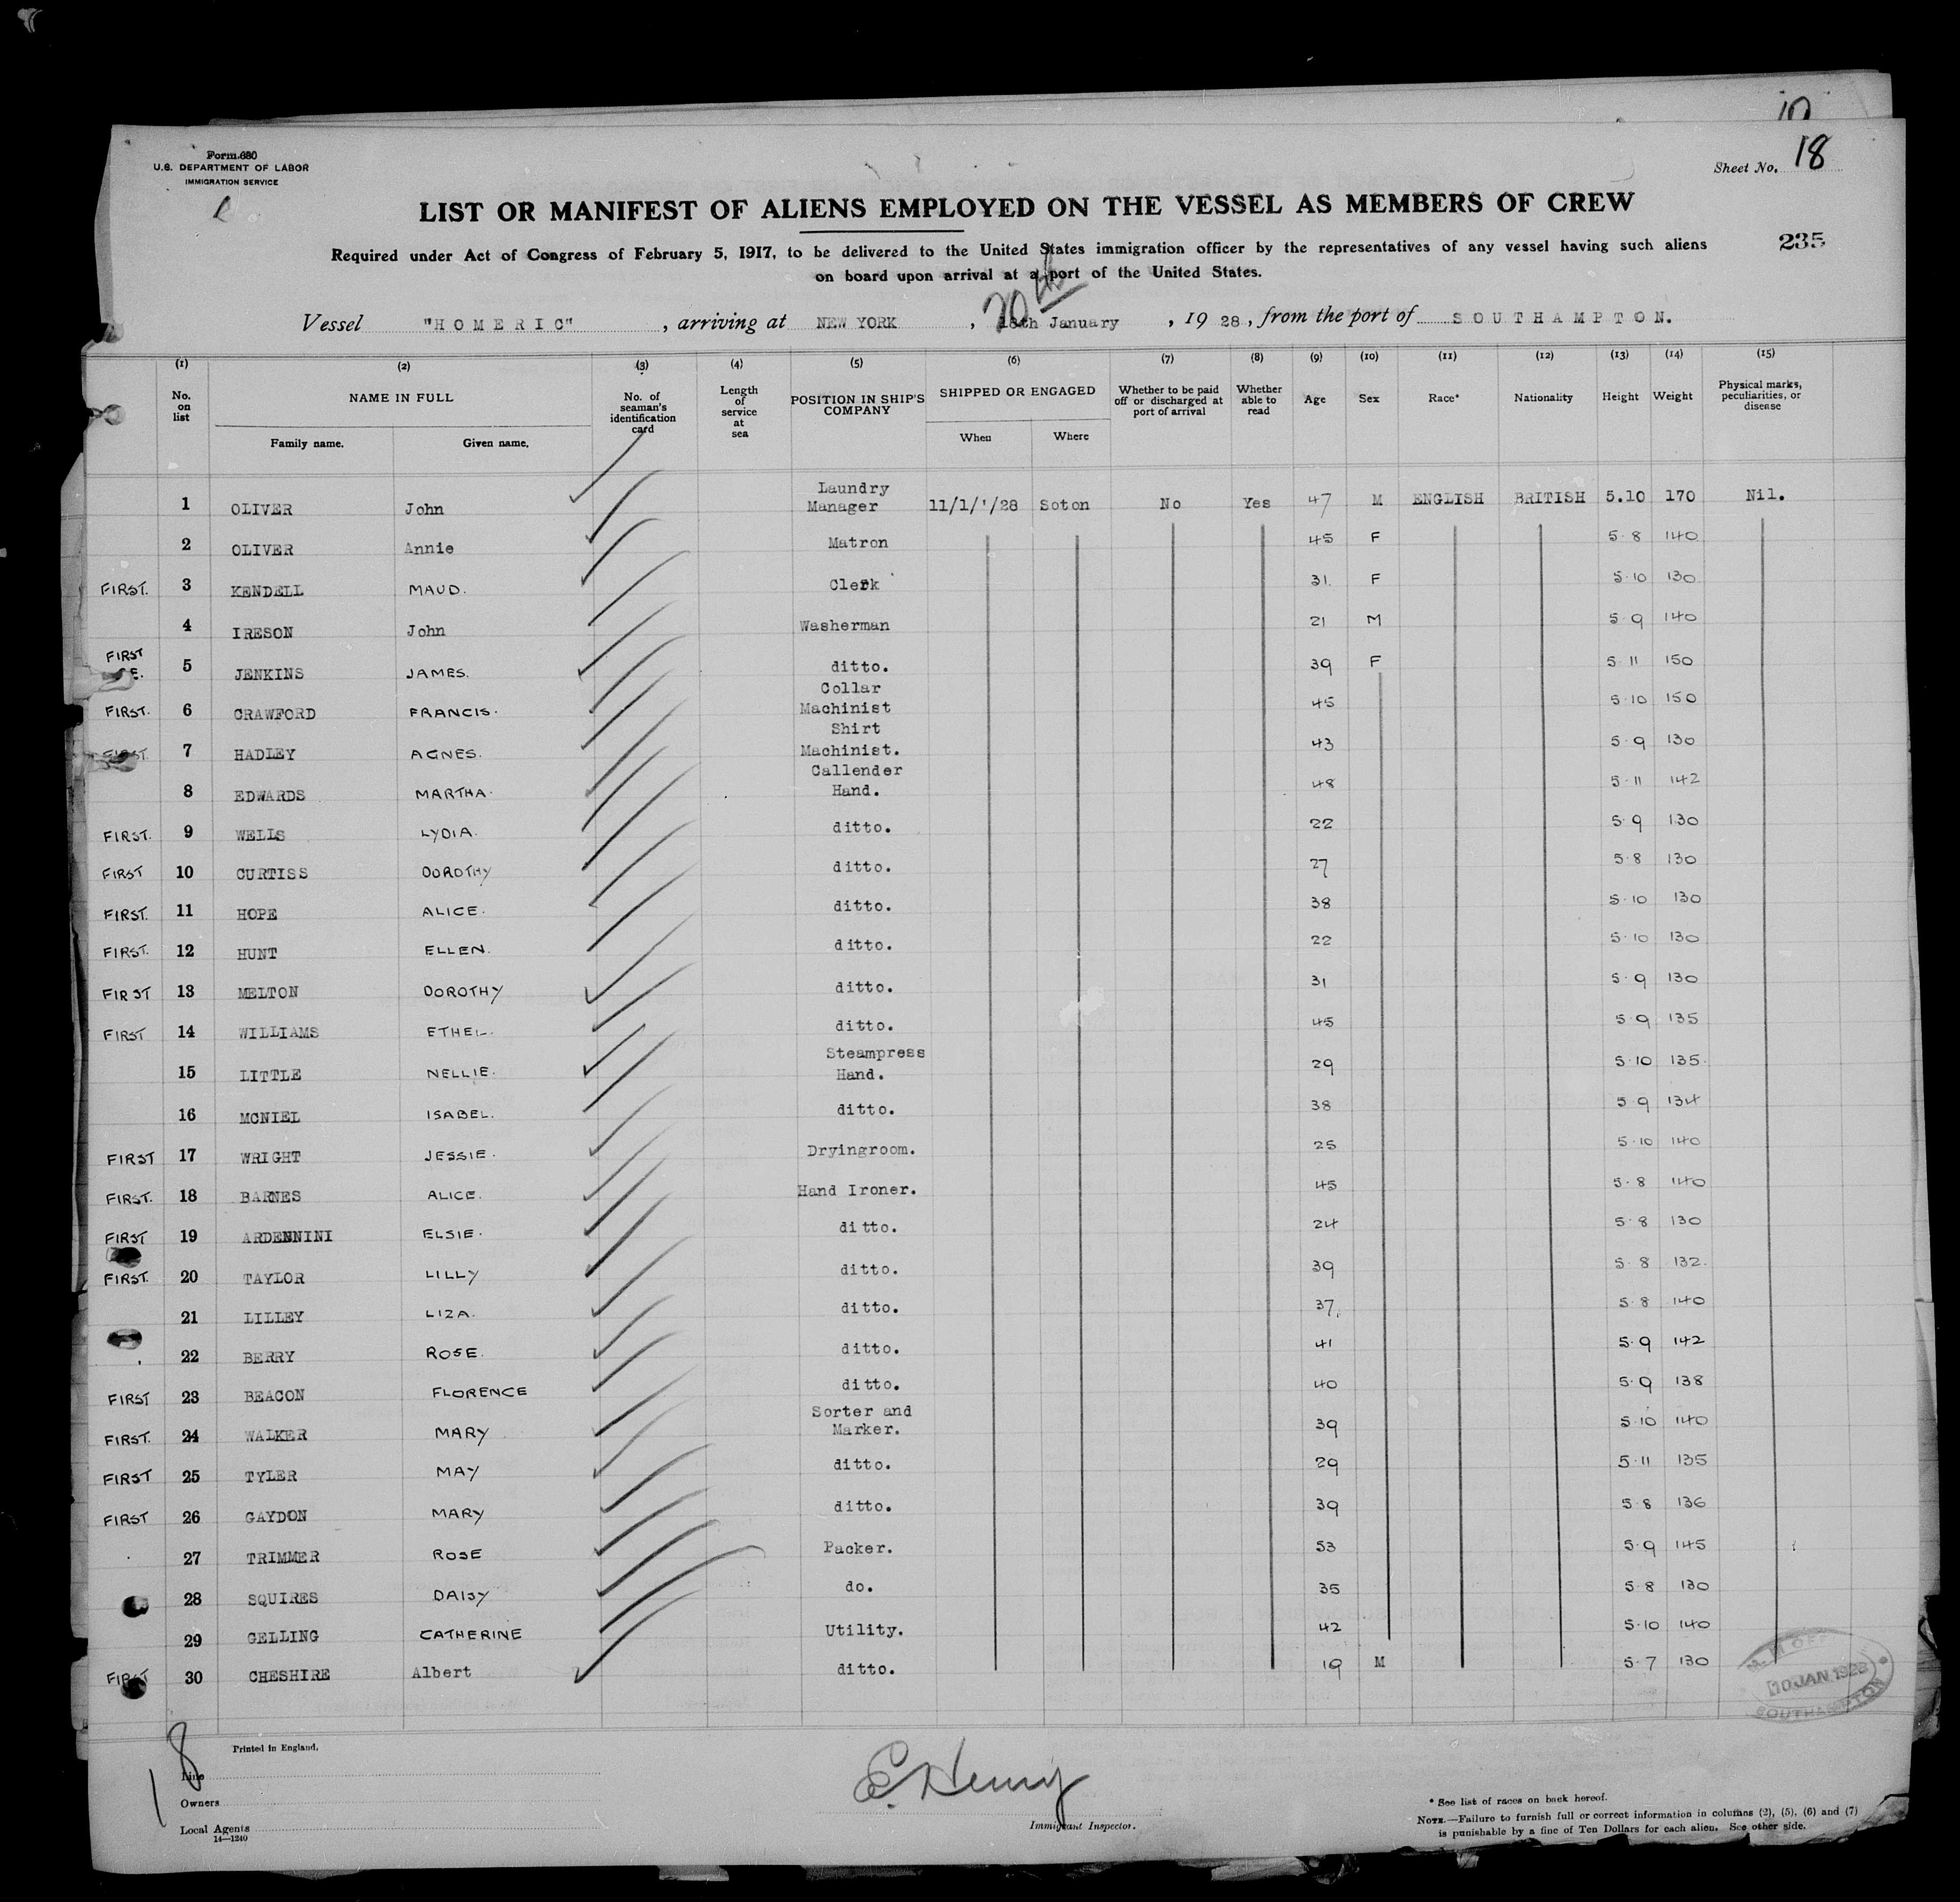 10
Form 680
U.S. DEPARTMENT OF LABOR
IMMIGRATION SERVICE
Sheet No. 18
LIST OR MANIFEST OF ALIENS EMPLOYED ON THE VESSEL AS MEMBERS OF CREW
235
Required under Act of Congress of February 5, 1917, to be delivered to the United States immigration officer by the representatives of any vessel having such aliens
on board upon arrival at a port of the United States.
20th
Vessel "HOMERIC", arriving at NEW YORK, 18th January, 1928, from the port of SOUTHAMPTON.
(1) (2) (3) (4) (5) (6) (7) (8) (9) (10) (11) (12) (13) (14) (15)
No. on list NAME IN FULL Family name. Given name. No. of seaman's identification card Length of service at sea POSITION IN SHIP'S COMPANY SHIPPED OR ENGAGED When Where Whether to be paid off or discharged at port of arrival Whether able to read Age Sex Race* Nationality Height Weight Physical marks, peculiarities, or disease
1 OLIVER John Laundry Manager 11/1/'/28 Soton No Yes 47 M ENGLISH BRITISH 5.10 170 Nil.
2 OLIVER Annie Matron 45 F 5.8 140
FIRST. 3 KENDELL MAUD. Clerk 31 F 5.10 130
4 IRESON John Washerman 21 M 5.9 140
FIRST 5 JENKINS JAMES. ditto. 39 F 5.11 150
FIRST. 6 CRAWFORD FRANCIS. Collar Machinist 45 5.10 150
FIRST. 7 HADLEY AGNES. Shirt Machinist. 43 5.9 130
8 EDWARDS MARTHA. Callender Hand. 48 5.11 142
FIRST. 9 WELLS LYDIA. ditto. 22 5.9 130
FIRST 10 CURTISS DOROTHY ditto. 27 5.8 130
FIRST. 11 HOPE ALICE. ditto. 38 5.10 130
FIRST. 12 HUNT ELLEN. ditto. 22 5.10 130
FIRST 13 MELTON DOROTHY ditto. 31 5.9 130
FIRST 14 WILLIAMS ETHEL. ditto. 45 5.9 135
15 LITTLE NELLIE. Steampress Hand. 29 5.10 135.
16 MCNIEL ISABEL. ditto. 38 5.9 134
FIRST 17 WRIGHT JESSIE. Dryingroom. 25 5.10 140
FIRST. 18 BARNES ALICE. Hand Ironer. 45 5.8 140
FIRST 19 ARDENNINI ELSIE. ditto. 24 5.8 130
FIRST. 20 TAYLOR LILLY ditto. 39 5.8 132.
21 LILLEY LIZA. ditto. 37. 5.8 140
22 BERRY ROSE. ditto. 41 5.9 142
FIRST 23 BEACON FLORENCE ditto. 40 5.9 138
FIRST. 24 WALKER MARY Sorter and Marker. 39 5.10 140
FIRST 25 TYLER MAY ditto. 29 5.11 135
FIRST 26 GAYDON MARY ditto. 39 5.8 136
27 TRIMMER ROSE Packer. 53 5.9 145
28 SQUIRES DAISY do. 35 5.8 130
29 GELLING CATHERINE Utility. 42 5.10 140
FIRST 30 CHESHIRE Albert ditto. 19 M 5.7 130
10 JAN 1928
SOUTHAMPTON
18
Printed in England.
Line
Owners
Local Agents
14—1240
E. Henry
Immigrant Inspector.
* See list of races on back hereof.
NOTE.—Failure to furnish full or correct information in columns (2), (5), (6) and (7)
is punishable by a fine of Ten Dollars for each alien. See other side.